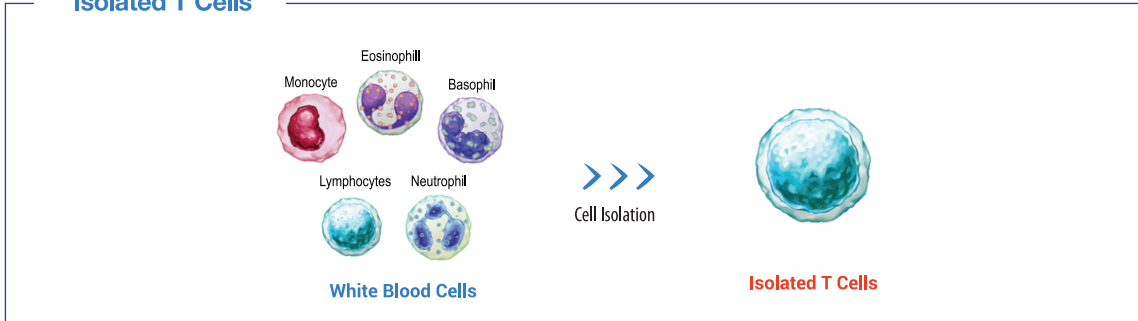 Isolated T Cells
Eosinophill
Monocyte
Basophil
Lymphocytes
Neutrophil
Cell Isolation
White Blood Cells
Isolated T Cells